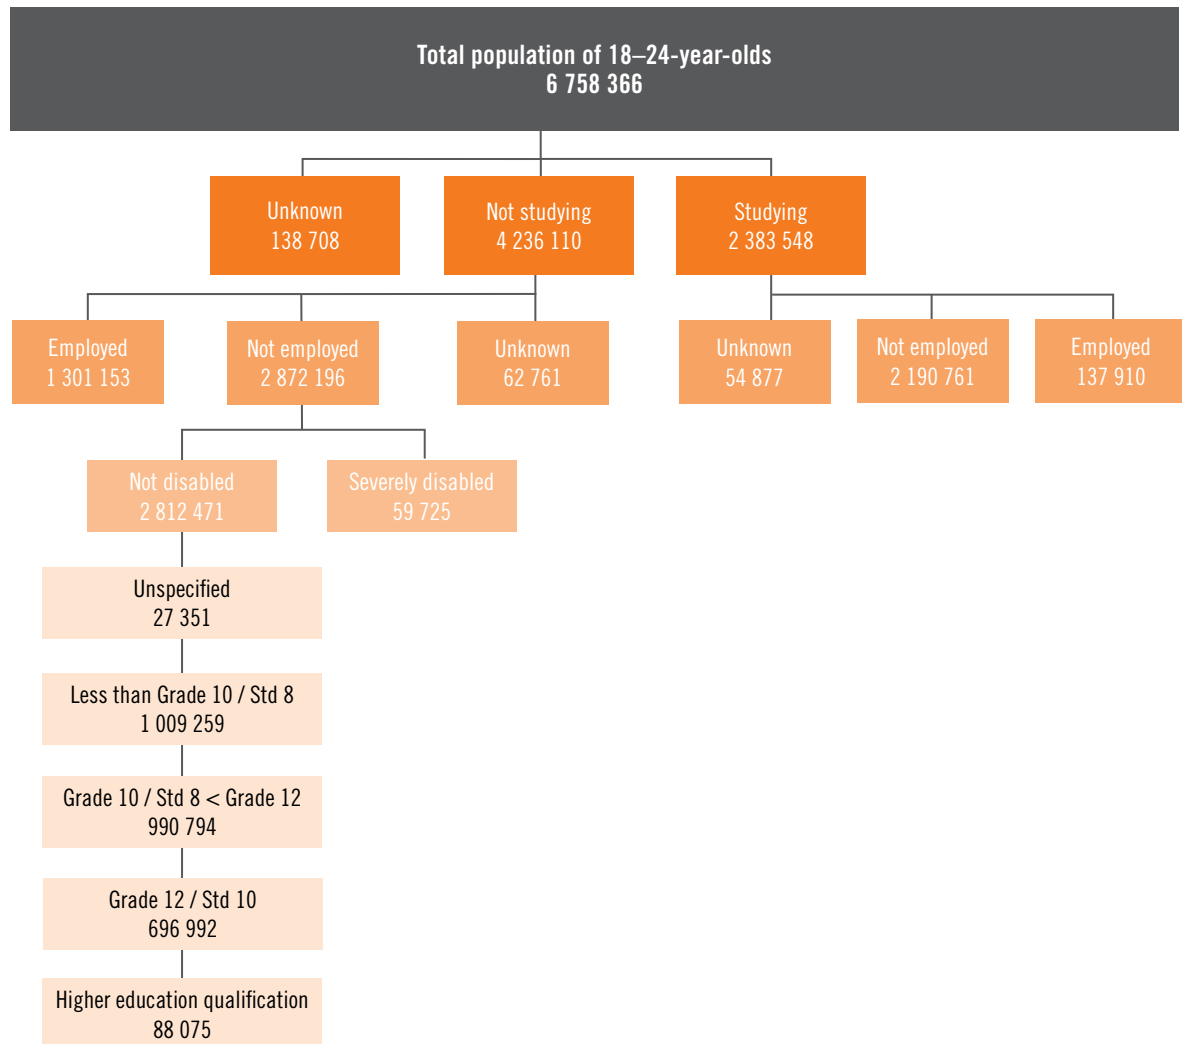 Total population of 18–24-year-olds
6 758 366
Unknown
138 708
Not studying
4 236 110
Studying
2 383 548
Employed
1 301 153
Not employed
2 872 196
Unknown
62 761
Unknown
54 877
Not employed
2 190 761
Employed
137 910
Not disabled
2 812 471
Severely disabled
59 725
Unspecified
27 351
Less than Grade 10 / Std 8
1 009 259
Grade 10 / Std 8 < Grade 12
990 794
Grade 12 / Std 10
696 992
Higher education qualification
88 075